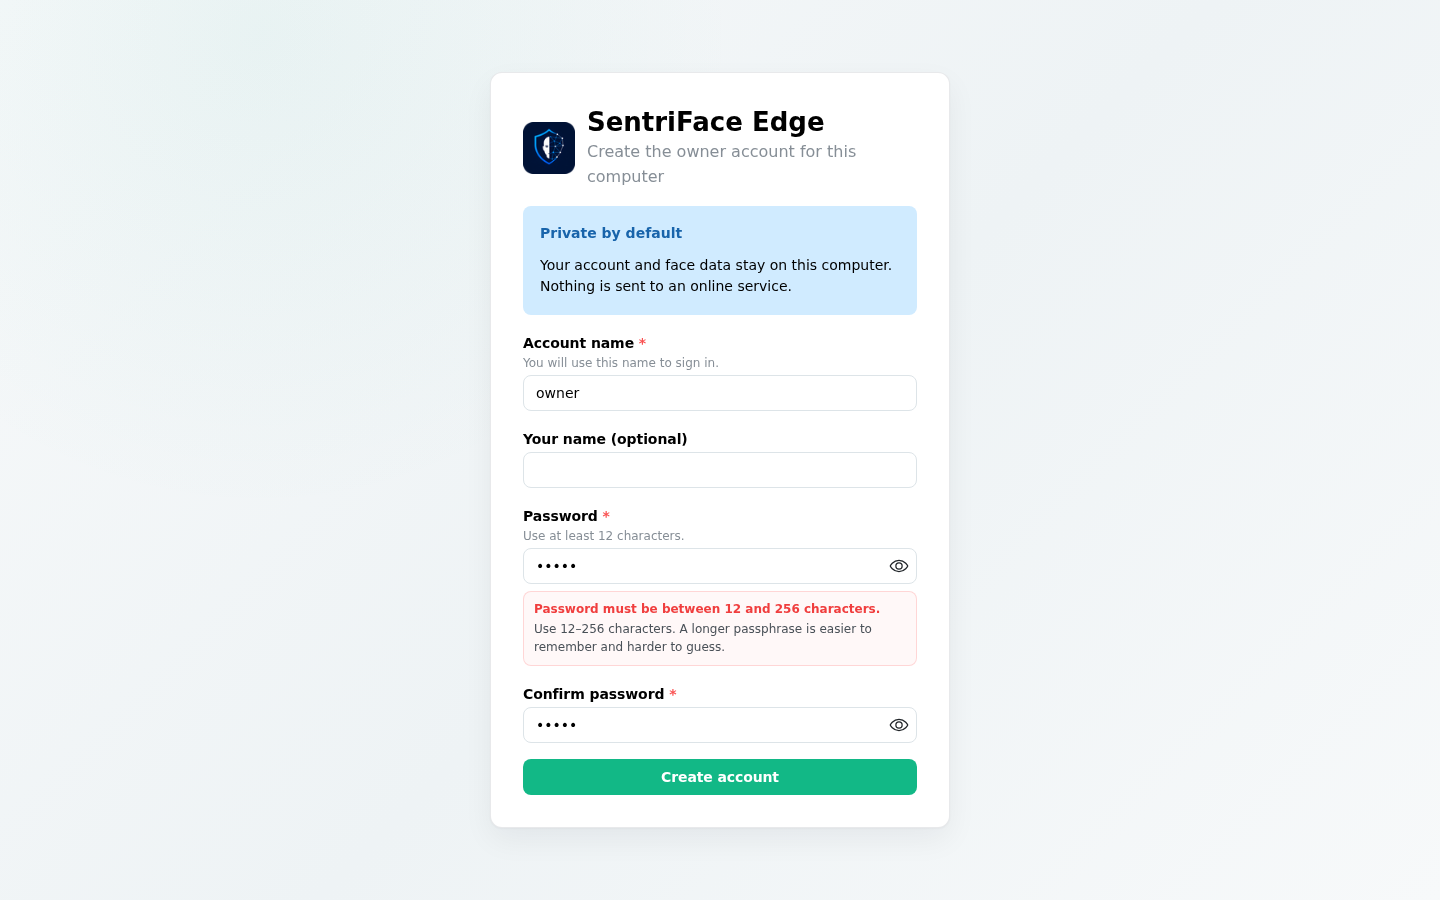 SentriFace Edge
Create the owner account for this
computer
Private by default
Your account and face data stay on this computer.
Nothing is sent to an online service.
Account name *
You will use this name to sign in.
owner
Your name (optional)
Password *
Use at least 12 characters.
•••••
Password must be between 12 and 256 characters.
Use 12–256 characters. A longer passphrase is easier to
remember and harder to guess.
Confirm password *
•••••
Create account